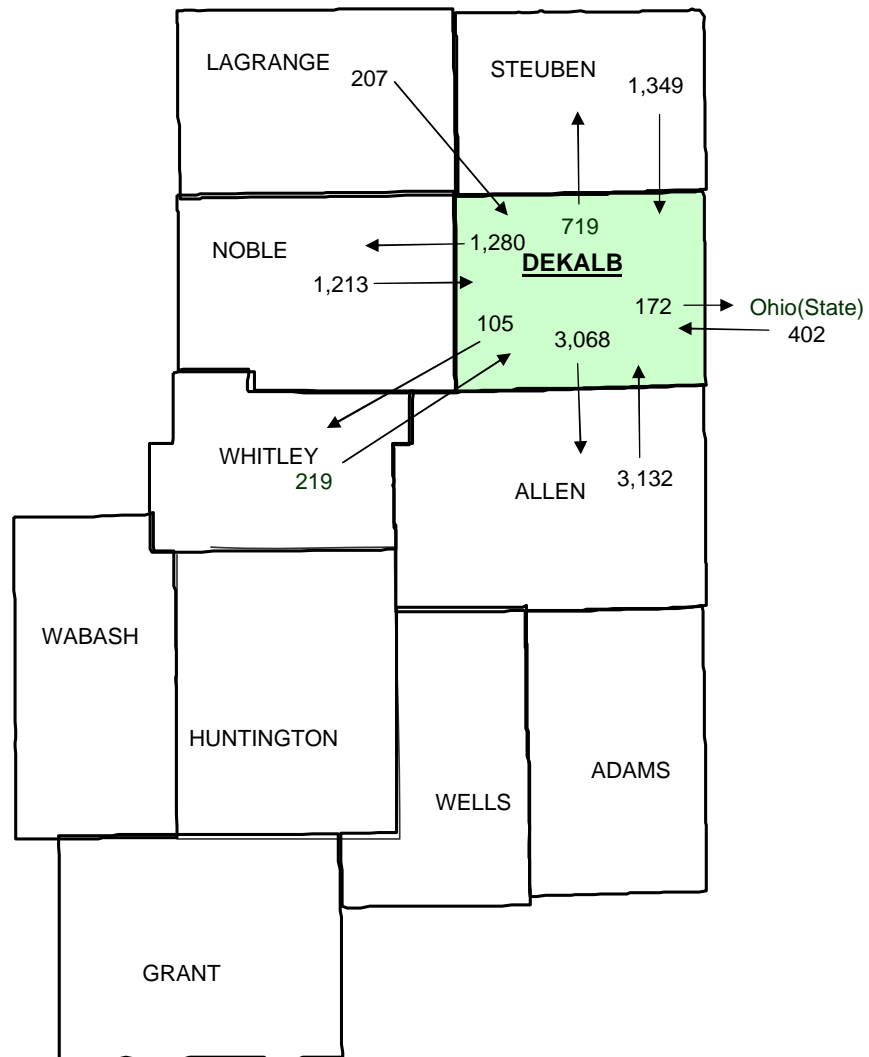 LAGRANGE
207
STEUBEN
1,349
719
NOBLE
1,280
DEKALB
1,213
172
Ohio(State)
105
3,068
402
WHITLEY
219
ALLEN
3,132
WABASH
HUNTINGTON
WELLS
ADAMS
GRANT